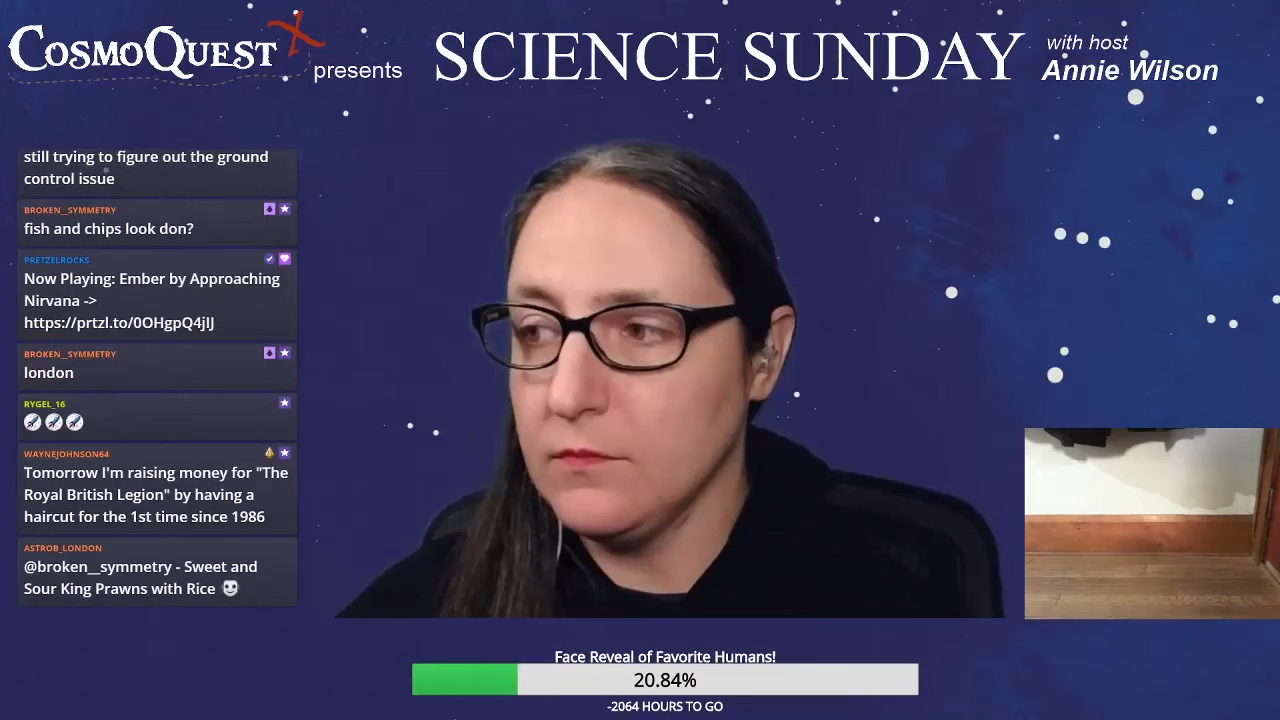 CosmoQuest X
presents
SCIENCE SUNDAY
with host
Annie Wilson
still trying to figure out the ground
control issue
BROKEN__SYMMETRY
fish and chips look don?
PRETZELROCKS
Now Playing: Ember by Approaching
Nirvana ->
https://prtzl.to/0OHgpQ4jlJ
BROKEN__SYMMETRY
london
RYGEL_16
WAYNEJOHNSON64
Tomorrow I'm raising money for "The
Royal British Legion" by having a
haircut for the 1st time since 1986
ASTROB_LONDON
@broken__symmetry - Sweet and
Sour King Prawns with Rice
Face Reveal of Favorite Humans!
20.84%
-2064 HOURS TO GO